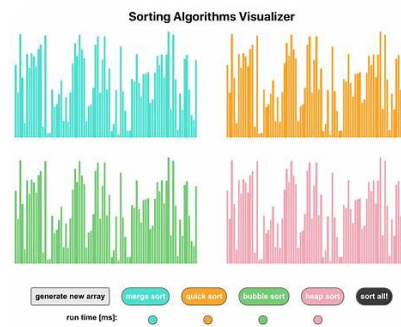 Sorting Algorithms Visualizer
generate new array merge sort quick sort bubble sort heap sort sort all!
run time [ms]: